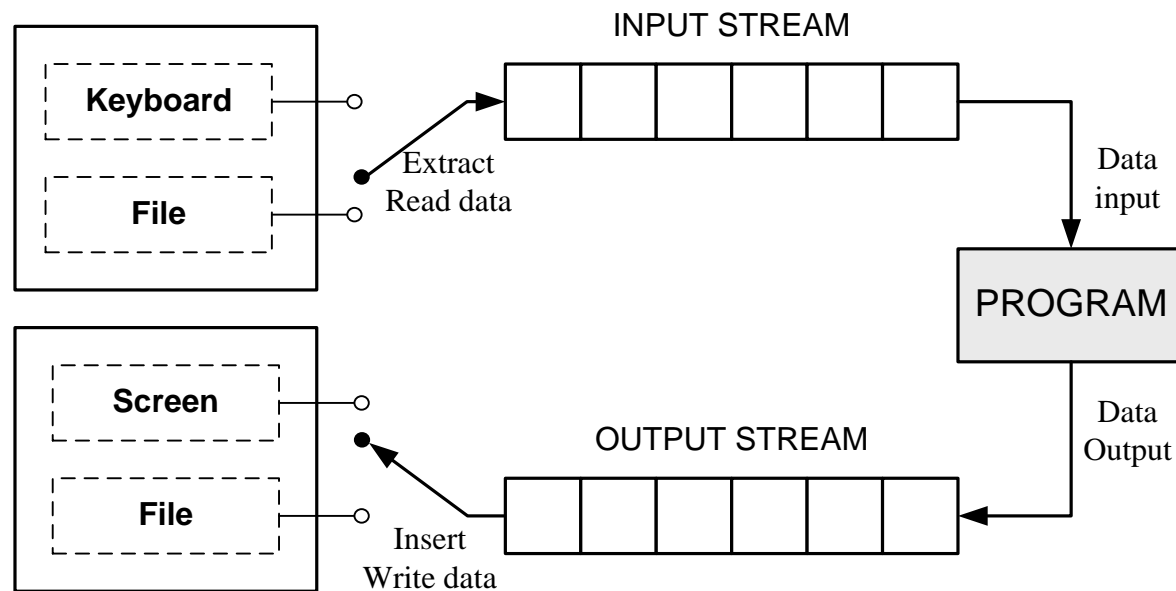 INPUT STREAM
Keyboard
File
Extract
Read data
Data
input
PROGRAM
Screen
File
OUTPUT STREAM
Data
Output
Insert
Write data